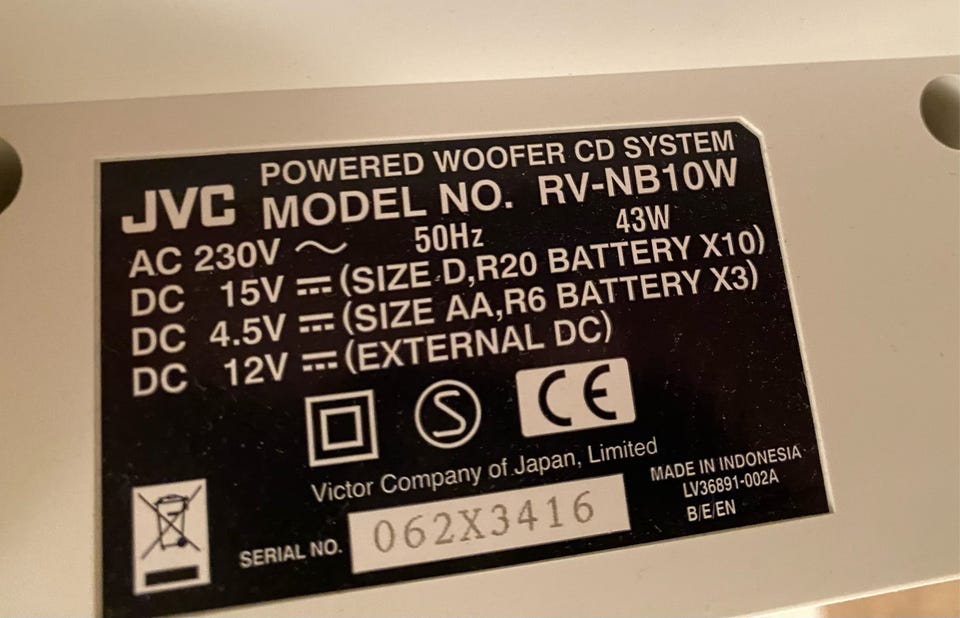 POWERED WOOFER CD SYSTEM
JVC MODEL NO. RV-NB10W
AC 230V ～ 50Hz 43W
DC 15V ⎓ (SIZE D,R20 BATTERY X10)
DC 4.5V ⎓ (SIZE AA,R6 BATTERY X3)
DC 12V ⎓ (EXTERNAL DC)
S CE
Victor Company of Japan, Limited
MADE IN INDONESIA
LV36891-002A
B/E/EN
SERIAL NO. 062X3416